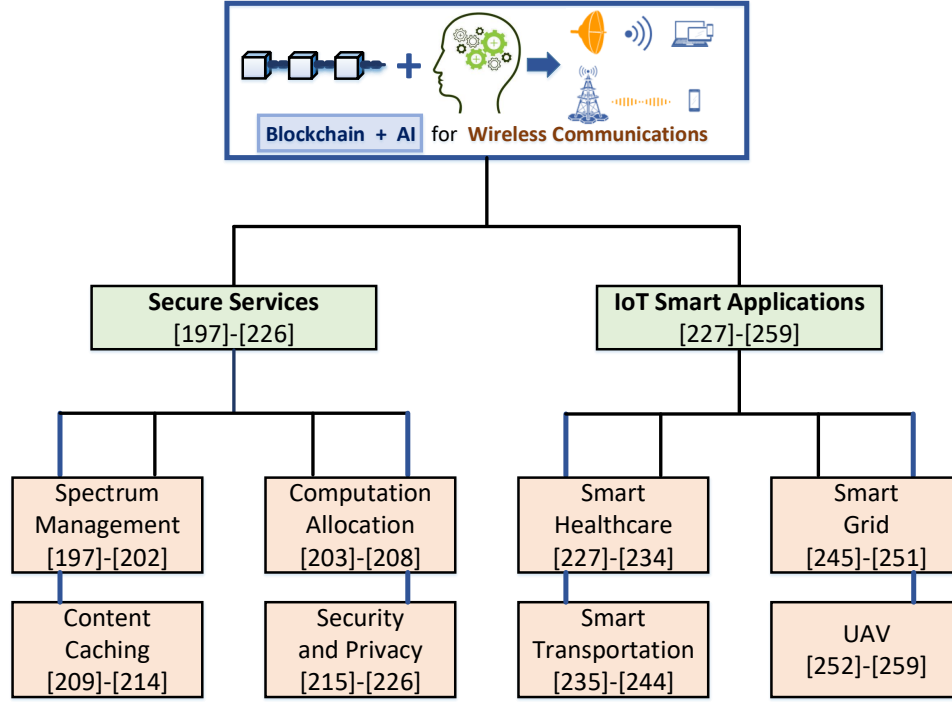 Blockchain + AI for Wireless Communications
Secure Services
[197]-[226]
IoT Smart Applications
[227]-[259]
Spectrum
Management
[197]-[202]
Computation
Allocation
[203]-[208]
Smart
Healthcare
[227]-[234]
Smart
Grid
[245]-[251]
Content
Caching
[209]-[214]
Security
and Privacy
[215]-[226]
Smart
Transportation
[235]-[244]
UAV
[252]-[259]